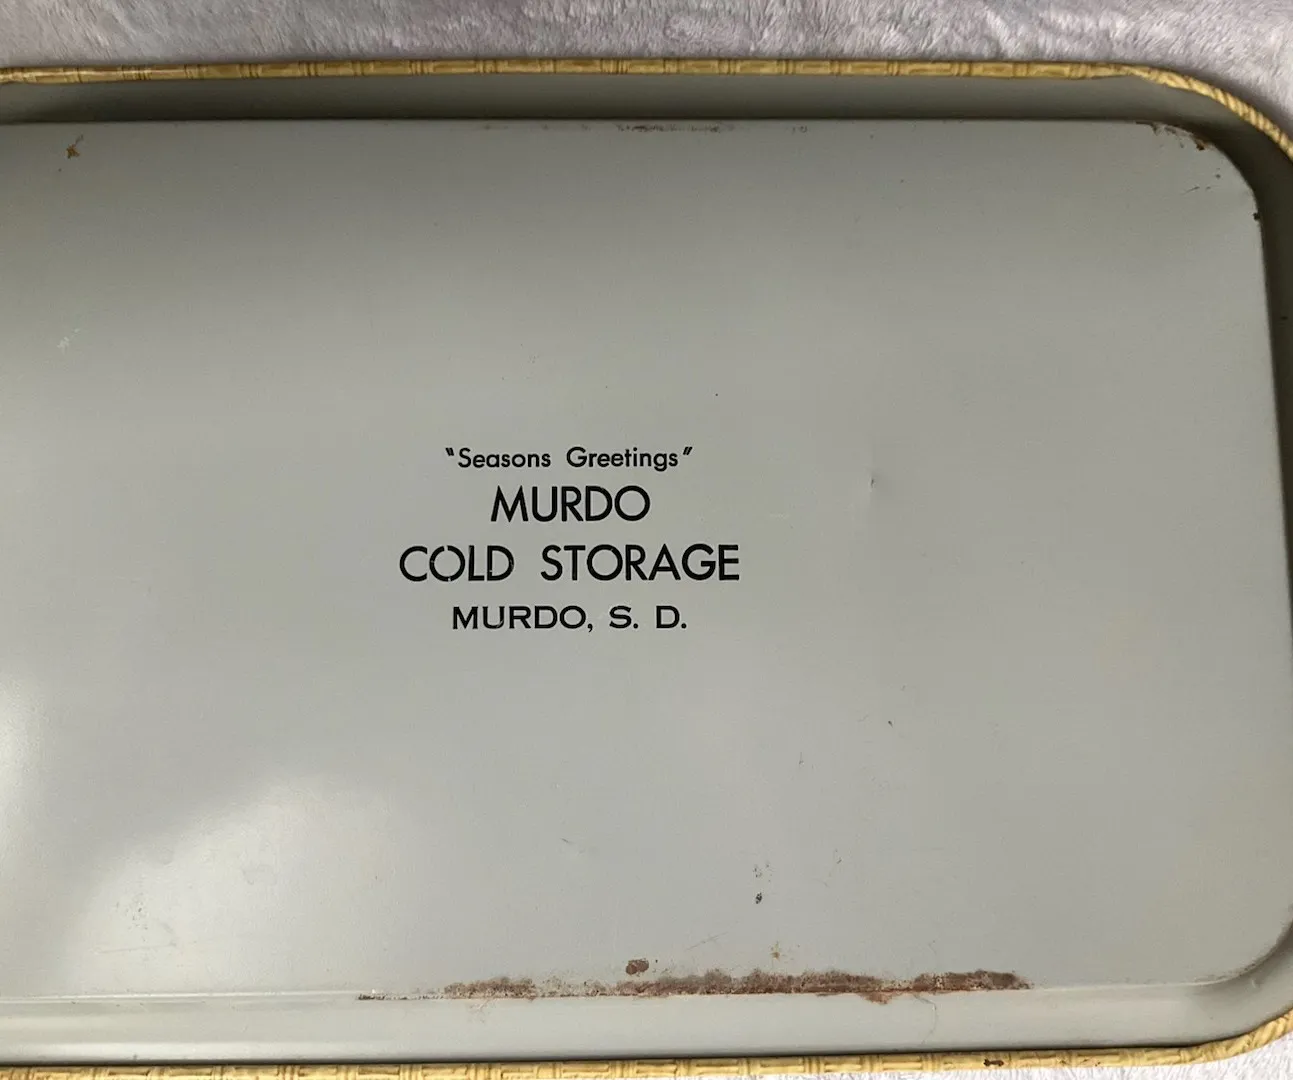 "Seasons Greetings"
MURDO
COLD STORAGE
MURDO, S. D.